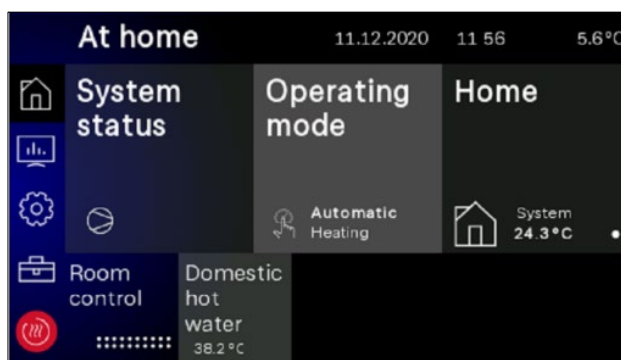 At home 11.12.2020 11 56 5.6°C
System status
Operating mode
Automatic
Heating
Home
System
24.3°C
Room control
Domestic hot water
38.2°C